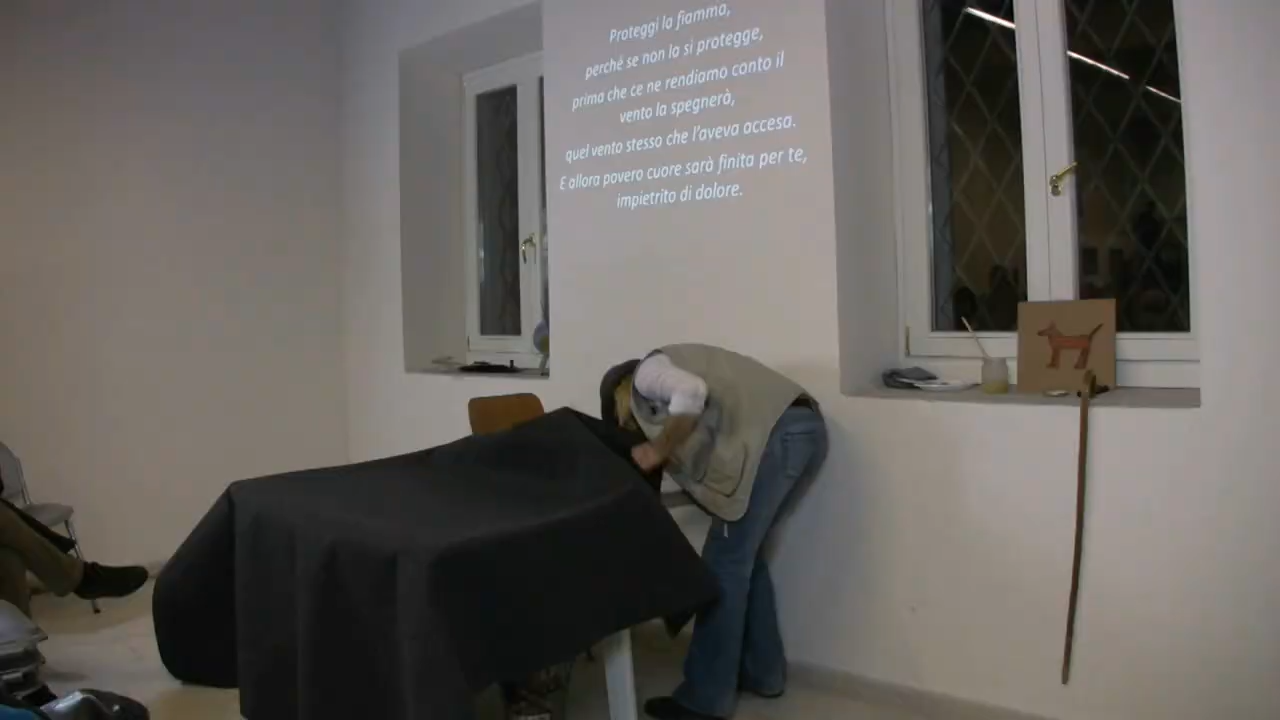 Proteggi la fiamma,
perché se non la si protegge,
prima che ce ne rendiamo conto il
vento la spegnerà,
quel vento stesso che l'aveva accesa.
E allora povero cuore sarà finita per te,
impietrito di dolore.